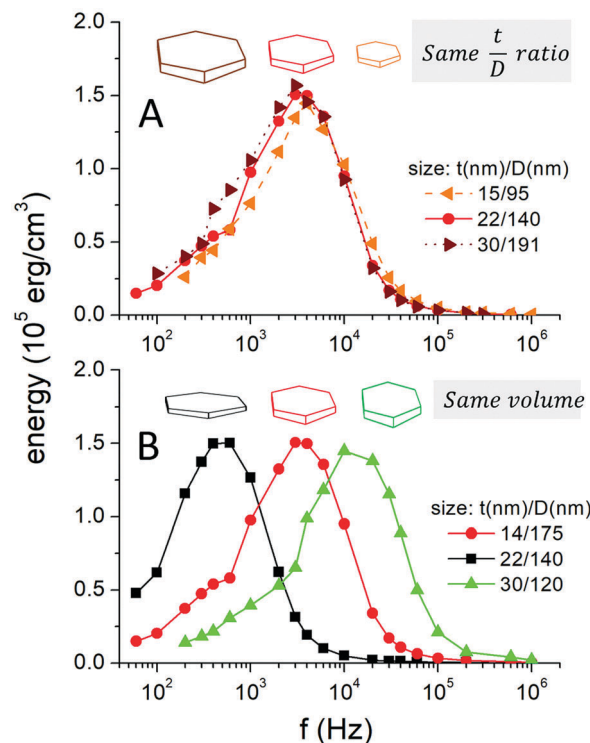 2.0
1.5
1.0
0.5
0.0
A
Same t/D ratio
size: t(nm)/D(nm)
15/95
22/140
30/191
10² 10³ 10⁴ 10⁵ 10⁶
energy (10⁵ erg/cm³)
2.0
1.5
1.0
0.5
0.0
B
Same volume
size: t(nm)/D(nm)
14/175
22/140
30/120
10² 10³ 10⁴ 10⁵ 10⁶
f (Hz)